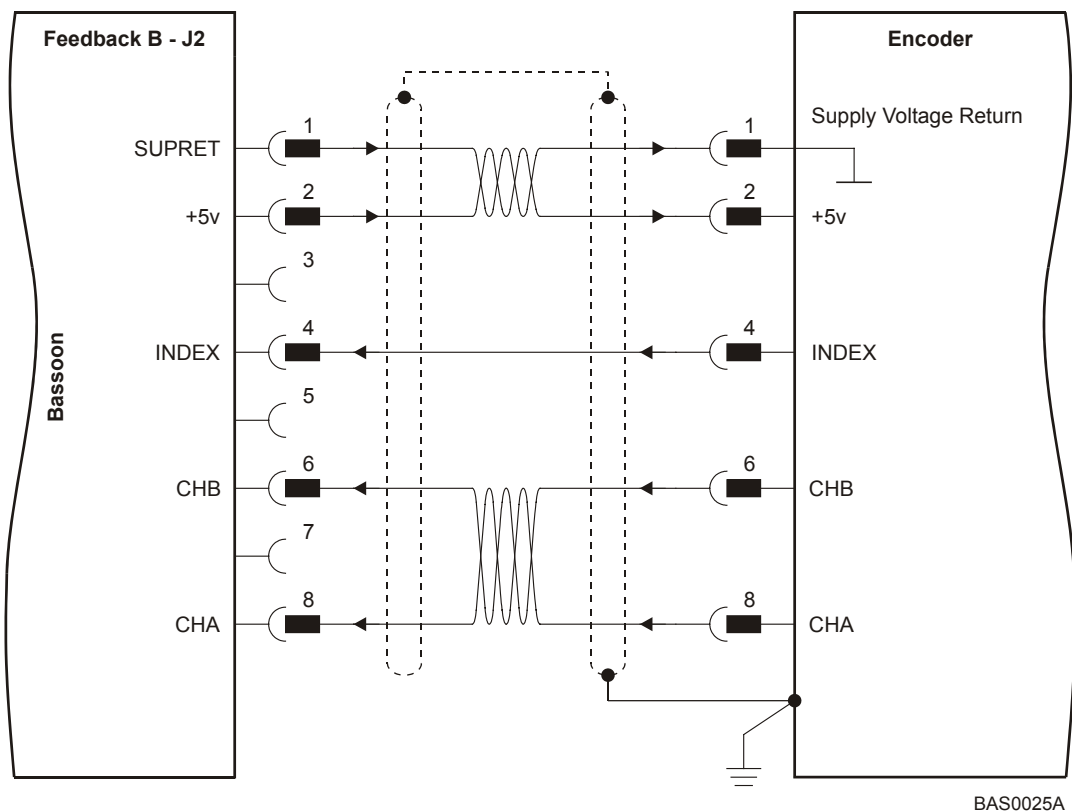 Feedback B - J2
Encoder
Supply Voltage Return
1
1
SUPRET
2
2
+5v
+5v
3
4
4
INDEX
INDEX
Bassoon
5
6
6
CHB
CHB
7
8
8
CHA
CHA
BAS0025A